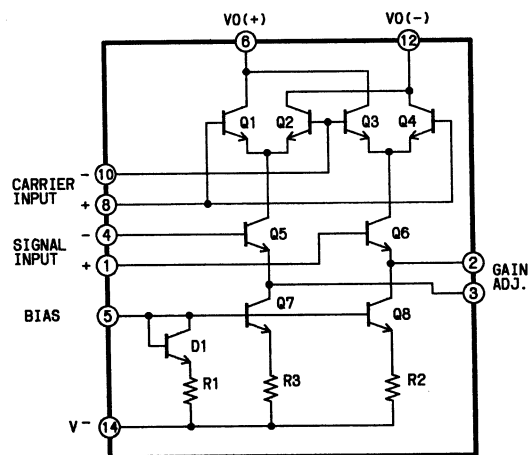 VO(+) VO(-)
6 12
Q1 Q2 Q3 Q4
- 10
CARRIER
INPUT
+ 8
- 4 Q5 Q6
SIGNAL
INPUT
+ 1
2 GAIN
3 ADJ.
BIAS 5 Q7 Q8
D1
R1 R3 R2
V- 14